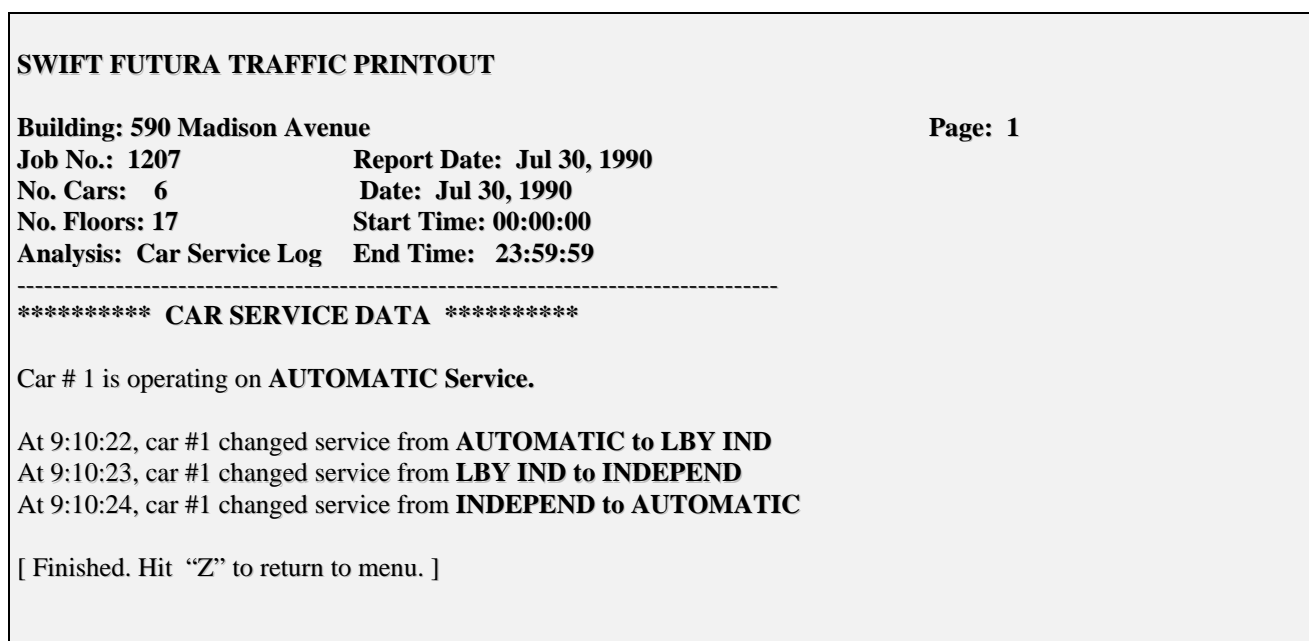 SWIFT FUTURA TRAFFIC PRINTOUT
Building: 590 Madison Avenue Page: 1
Job No.: 1207 Report Date: Jul 30, 1990
No. Cars: 6 Date: Jul 30, 1990
No. Floors: 17 Start Time: 00:00:00
Analysis: Car Service Log End Time: 23:59:59
-------------------------------------------------------------------------------------
********** CAR SERVICE DATA **********
Car # 1 is operating on AUTOMATIC Service.
At 9:10:22, car #1 changed service from AUTOMATIC to LBY IND
At 9:10:23, car #1 changed service from LBY IND to INDEPEND
At 9:10:24, car #1 changed service from INDEPEND to AUTOMATIC
[ Finished. Hit “Z” to return to menu. ]